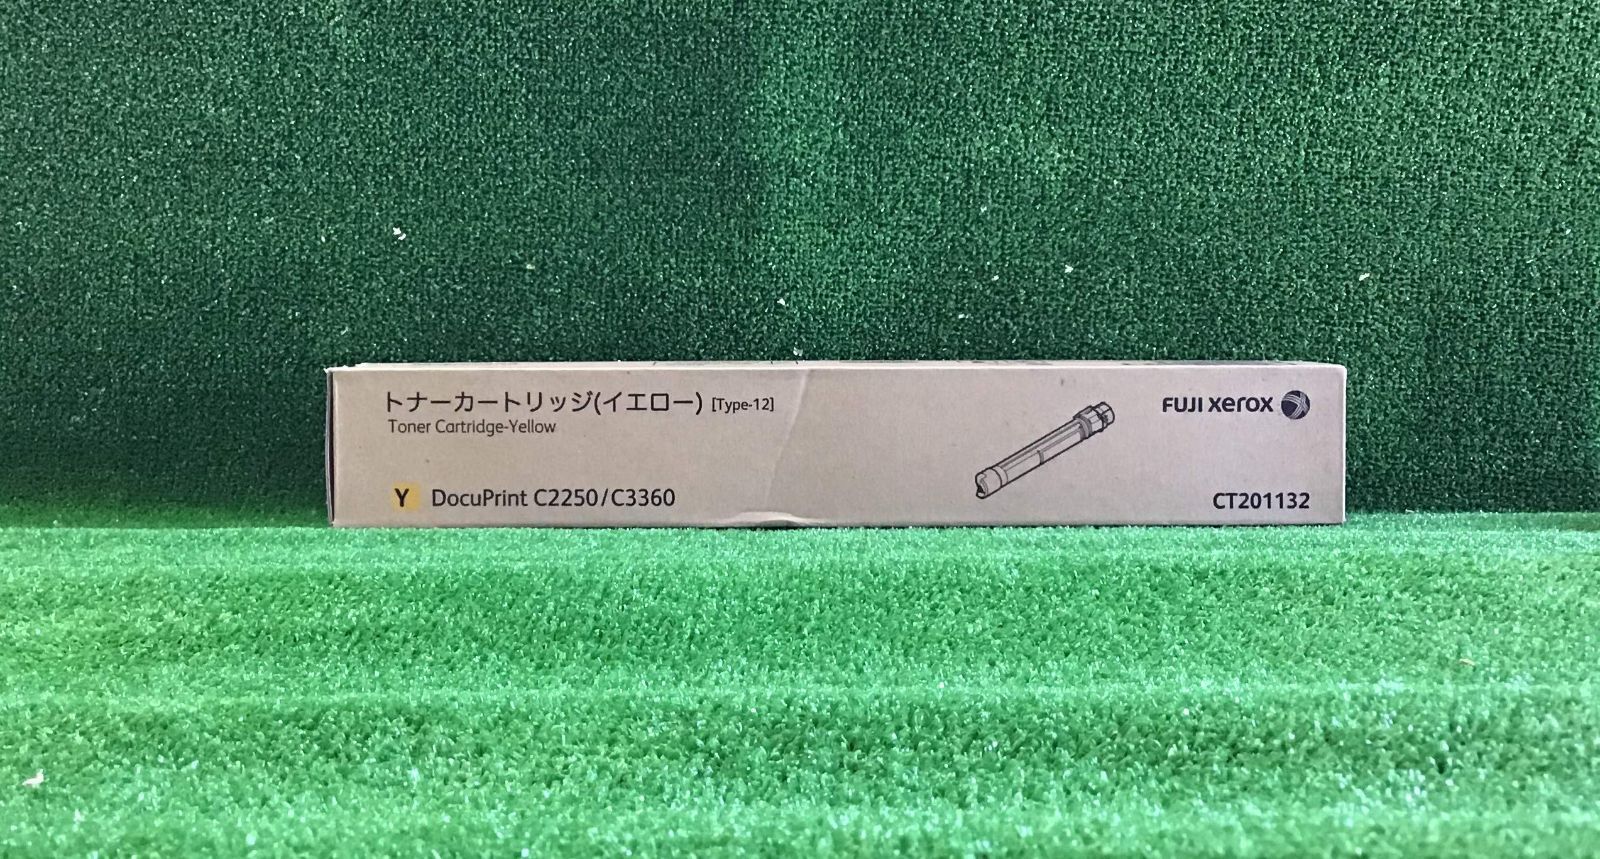 トナーカートリッジ(イエロー) [Type-12]
Toner Cartridge-Yellow
FUJI xerox
Y DocuPrint C2250/C3360
CT201132